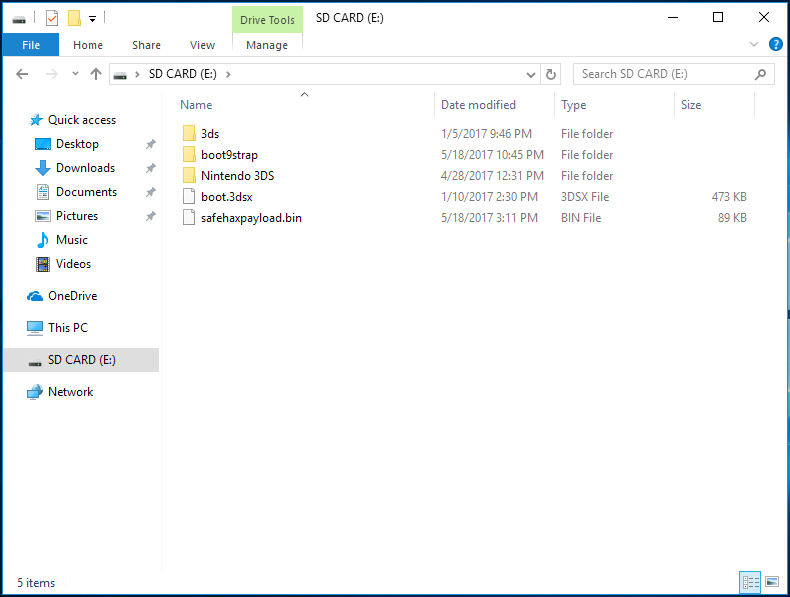 Drive Tools SD CARD (E:)
File Home Share View Manage
SD CARD (E:) Search SD CARD (E:)
Name Date modified Type Size
Quick access
Desktop
Downloads
Documents
Pictures
Music
Videos
OneDrive
This PC
SD CARD (E:)
Network
3ds 1/5/2017 9:46 PM File folder
boot9strap 5/18/2017 10:45 PM File folder
Nintendo 3DS 4/28/2017 12:31 PM File folder
boot.3dsx 1/10/2017 2:30 PM 3DSX File 473 KB
safehaxpayload.bin 5/18/2017 3:11 PM BIN File 89 KB
5 items